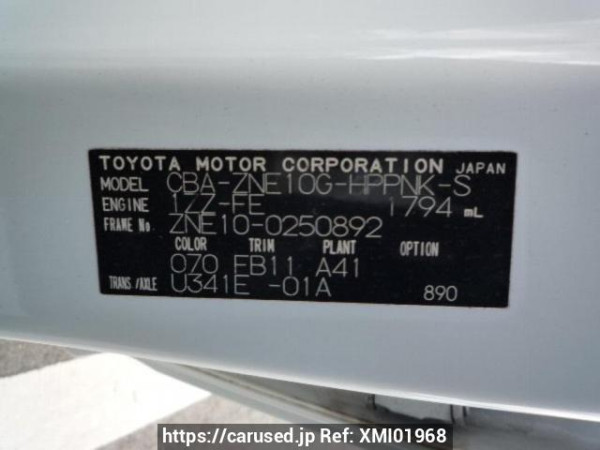 TOYOTA MOTOR CORPORATION JAPAN
MODEL CBA-ZNE10G-HPPNK-S
ENGINE 1ZZ-FE 1794 mL
FRAME No. ZNE10-0250892
COLOR TRIM PLANT OPTION
070 FB11 A41
TRANS./AXLE U341E -01A 890
https://carused.jp Ref: XMI01968